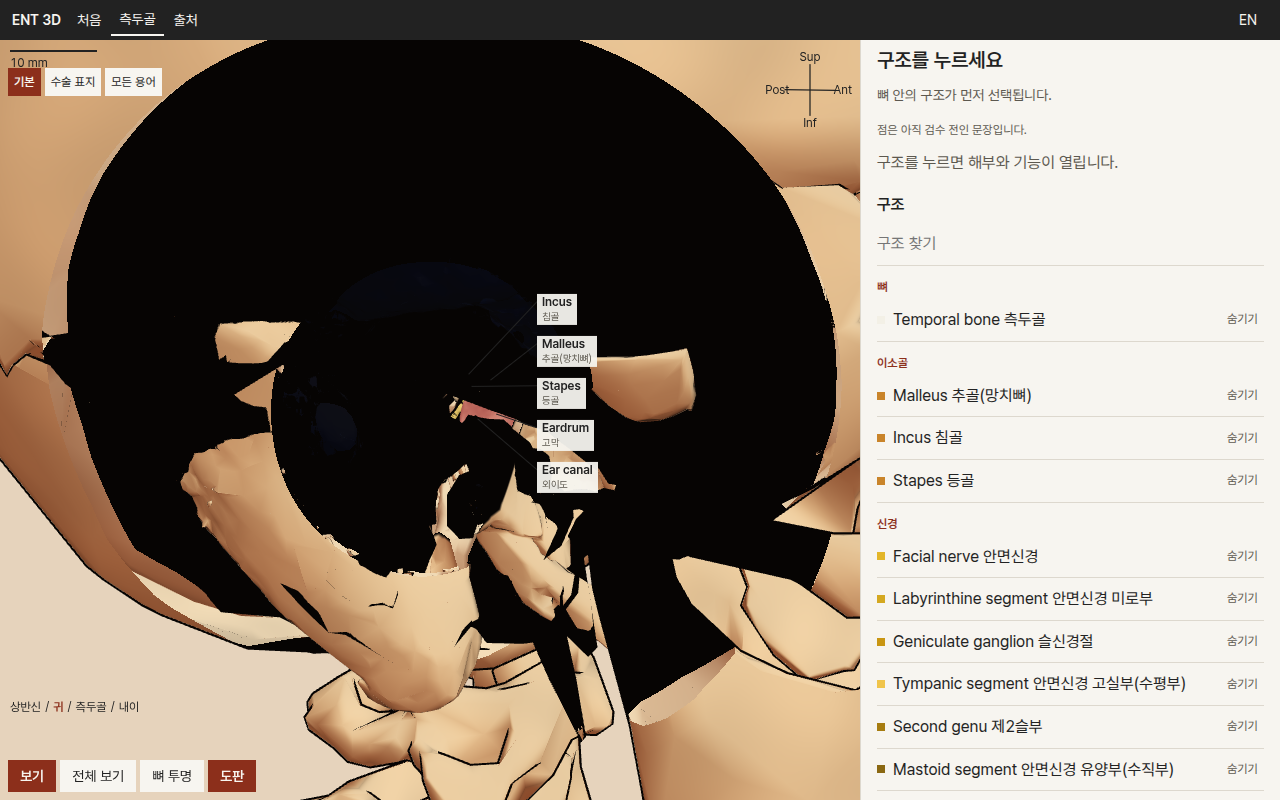 ENT 3D 처음 측두골 출처 EN
10 mm
기본 수술 표지 모든 용어
Sup
Post Ant
Inf
Incus
침골
Malleus
추골(망치뼈)
Stapes
등골
Eardrum
고막
Ear canal
외이도
상반신 / 귀 / 측두골 / 내이
보기 전체 보기 뼈 투명 도판
구조를 누르세요
뼈 안의 구조가 먼저 선택됩니다.
점은 아직 검수 전인 문장입니다.
구조를 누르면 해부와 기능이 열립니다.
구조
구조 찾기
뼈
Temporal bone 측두골 숨기기
이소골
Malleus 추골(망치뼈) 숨기기
Incus 침골 숨기기
Stapes 등골 숨기기
신경
Facial nerve 안면신경 숨기기
Labyrinthine segment 안면신경 미로부 숨기기
Geniculate ganglion 슬신경절 숨기기
Tympanic segment 안면신경 고실부(수평부) 숨기기
Second genu 제2슬부 숨기기
Mastoid segment 안면신경 유양부(수직부) 숨기기